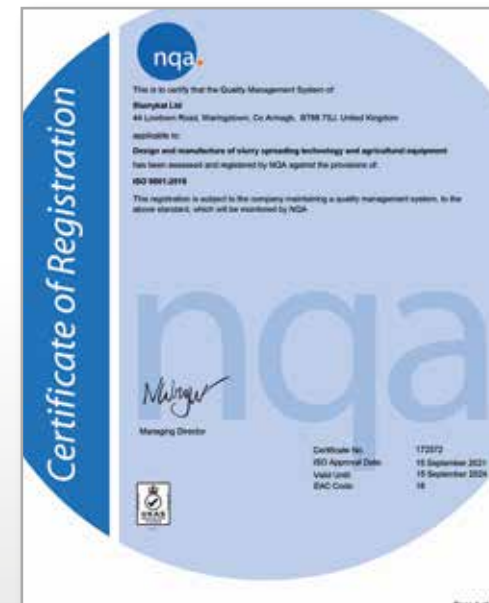 Certificate of Registration
nqa.
This is to certify that the Quality Management System of
Slurrykat Ltd
44 Lowtown Road, Waringstown, Co Armagh, BT66 7SJ, United Kingdom
applicable to
Design and manufacture of slurry spreading technology and agricultural equipment
has been assessed and registered by NQA against the provisions of
ISO 9001:2015
This registration is subject to the company maintaining a quality management system, to the
above standard, which will be monitored by NQA
nqa
Managing Director
Certificate No. 172072
ISO Approval Date: 15 September 2021
Valid Until: 15 September 2024
EAC Code:
UKAS